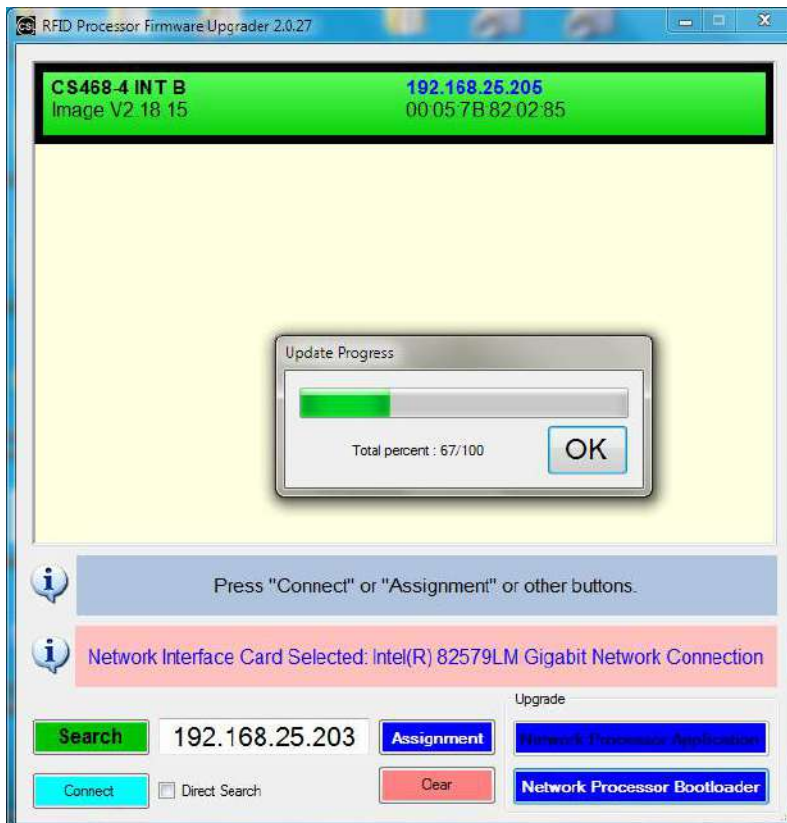 CSL RFID Processor Firmware Upgrader 2.0.27
CS468-4 INT B 192.168.25.205
Image V2.18.15 00:05:7B:82:02:85
Update Progress
Total percent : 67/100 OK
Press "Connect" or "Assignment" or other buttons.
Network Interface Card Selected: Intel(R) 82579LM Gigabit Network Connection
Upgrade
Search 192.168.25.203 Assignment Network Processor Application
Connect Direct Search Clear Network Processor Bootloader